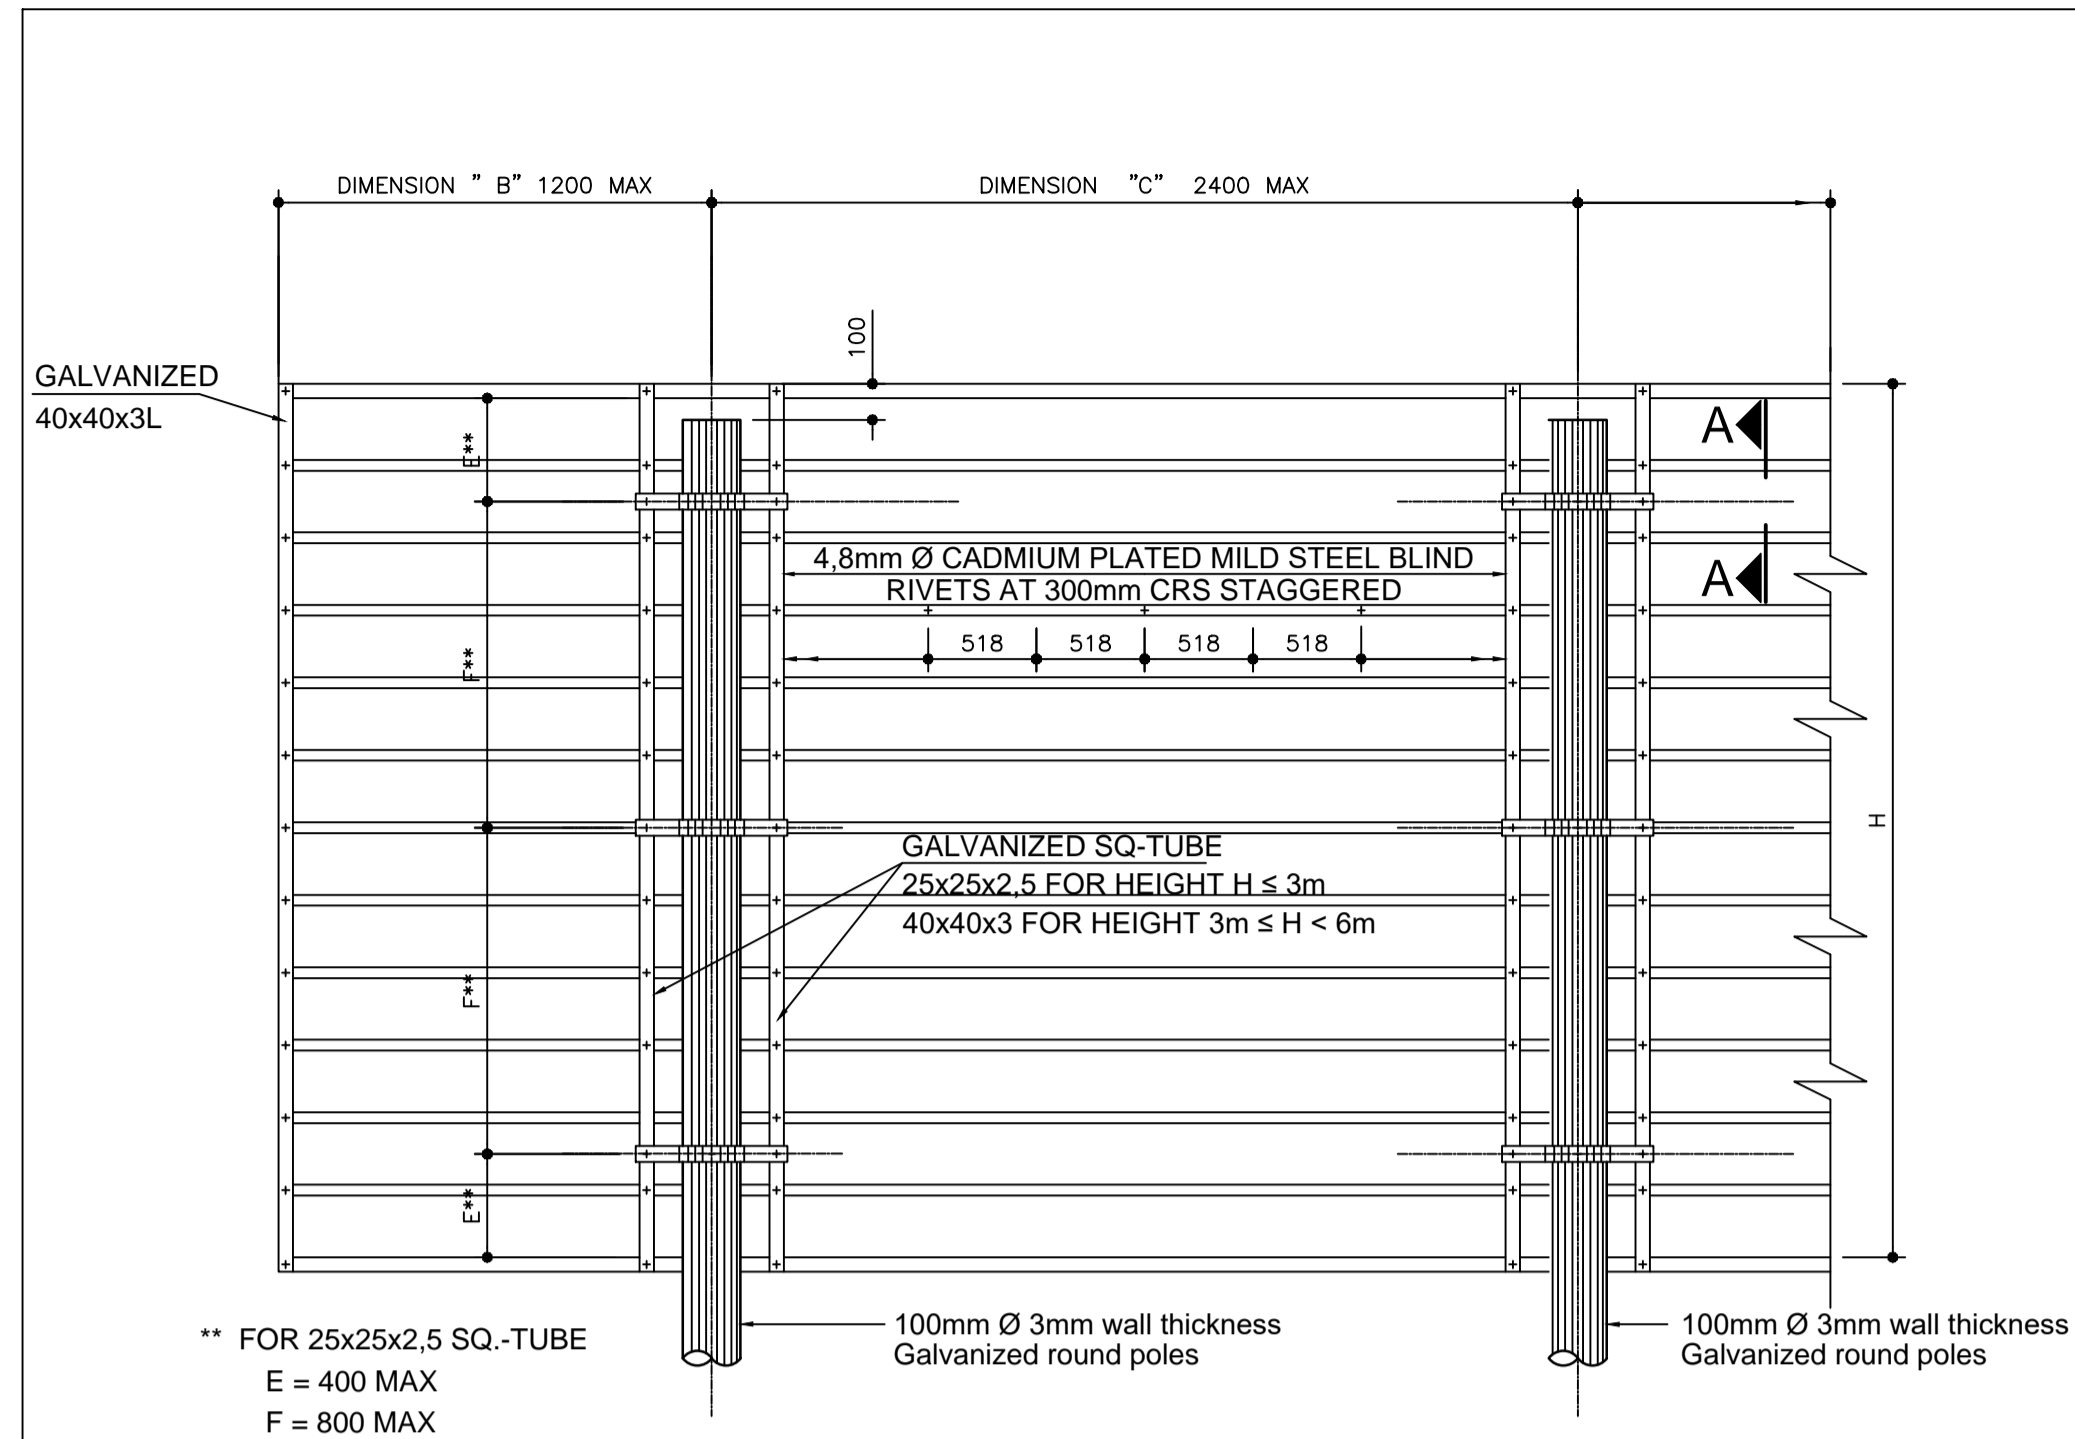 DIMENSION " B" 1200 MAX
DIMENSION "C" 2400 MAX
100
GALVANIZED
40x40x3L
E**
A
4,8mm Ø CADMIUM PLATED MILD STEEL BLIND
RIVETS AT 300mm CRS STAGGERED
A
518 518 518 518
F**
H
GALVANIZED SQ-TUBE
25x25x2,5 FOR HEIGHT H ≤ 3m
40x40x3 FOR HEIGHT 3m ≤ H < 6m
F**
E**
100mm Ø 3mm wall thickness
Galvanized round poles
100mm Ø 3mm wall thickness
Galvanized round poles
** FOR 25x25x2,5 SQ.-TUBE
E = 400 MAX
F = 800 MAX